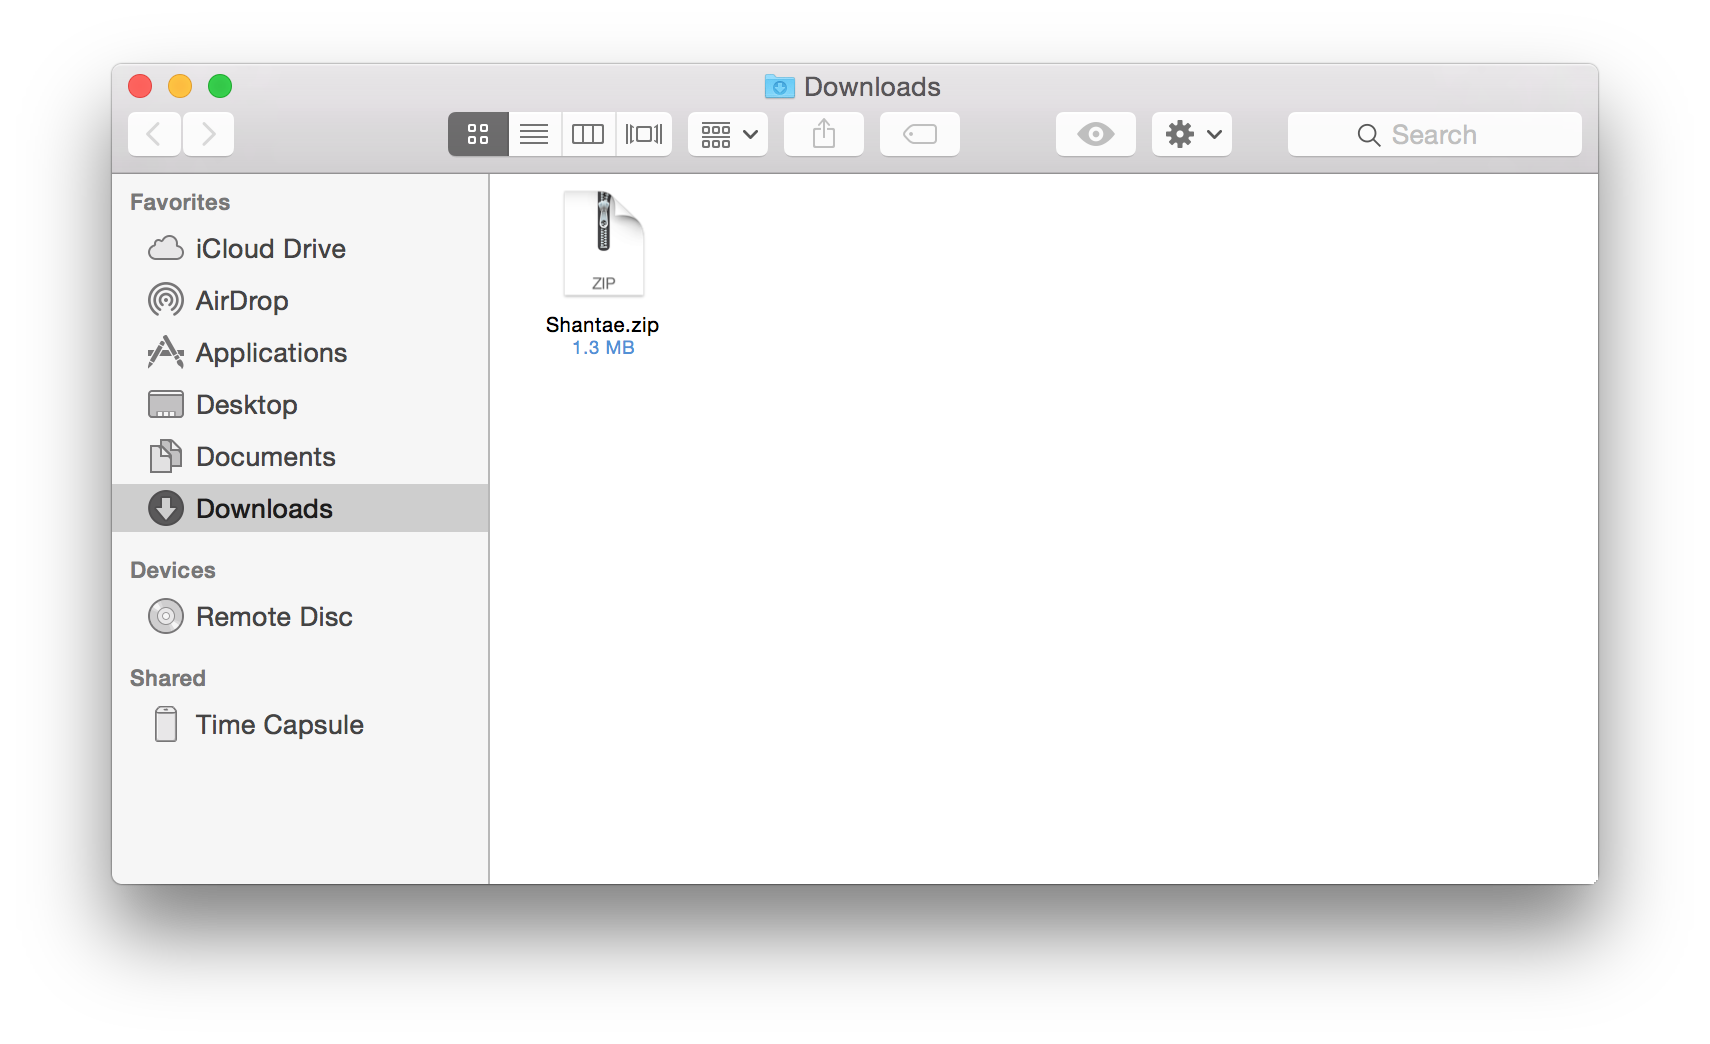 Downloads
Search
Favorites
iCloud Drive
AirDrop
Applications
Desktop
Documents
Downloads
Devices
Remote Disc
Shared
Time Capsule
ZIP
Shantae.zip
1.3 MB